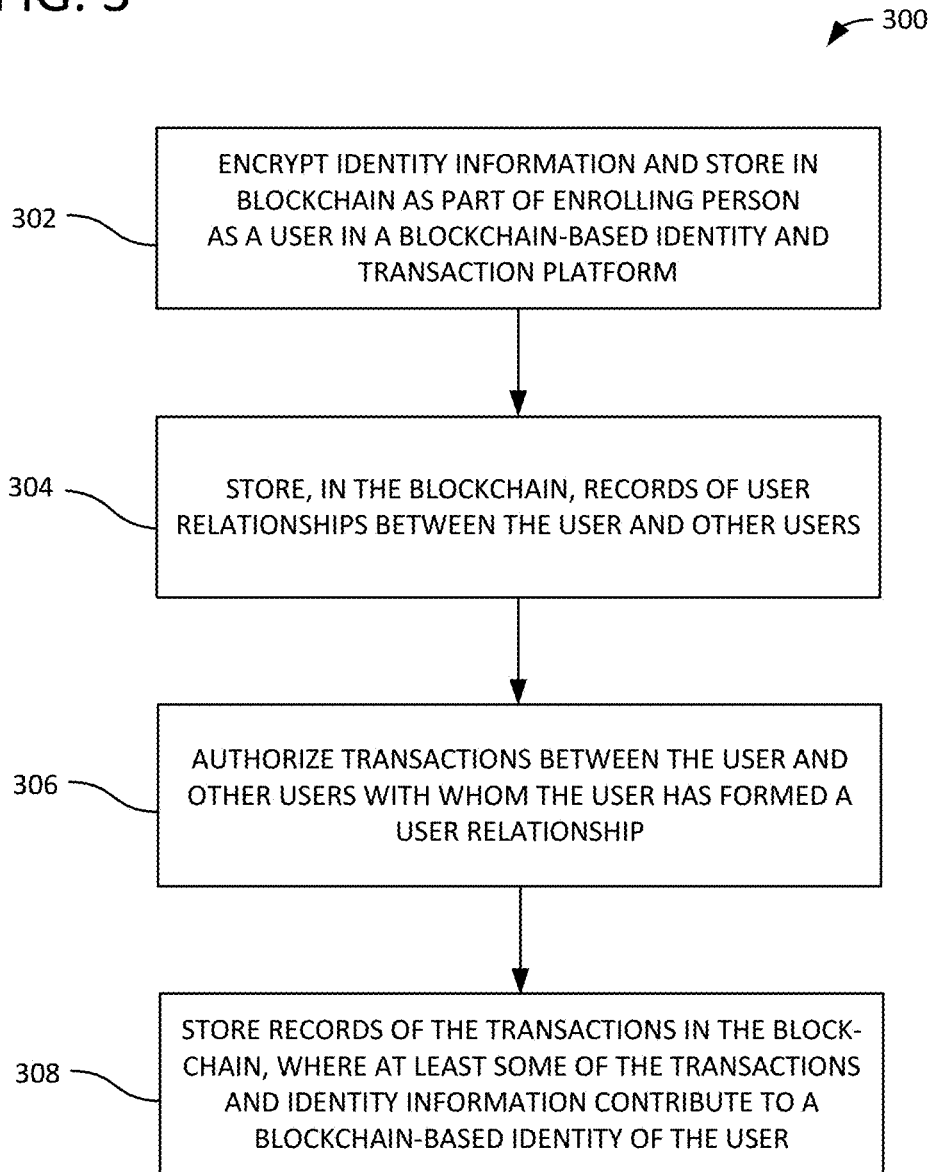 FIG. 3
300
302
ENCRYPT IDENTITY INFORMATION AND STORE IN
BLOCKCHAIN AS PART OF ENROLLING PERSON
AS A USER IN A BLOCKCHAIN-BASED IDENTITY AND
TRANSACTION PLATFORM
304
STORE, IN THE BLOCKCHAIN, RECORDS OF USER
RELATIONSHIPS BETWEEN THE USER AND OTHER USERS
306
AUTHORIZE TRANSACTIONS BETWEEN THE USER AND
OTHER USERS WITH WHOM THE USER HAS FORMED A
USER RELATIONSHIP
308
STORE RECORDS OF THE TRANSACTIONS IN THE BLOCK-
CHAIN, WHERE AT LEAST SOME OF THE TRANSACTIONS
AND IDENTITY INFORMATION CONTRIBUTE TO A
BLOCKCHAIN-BASED IDENTITY OF THE USER